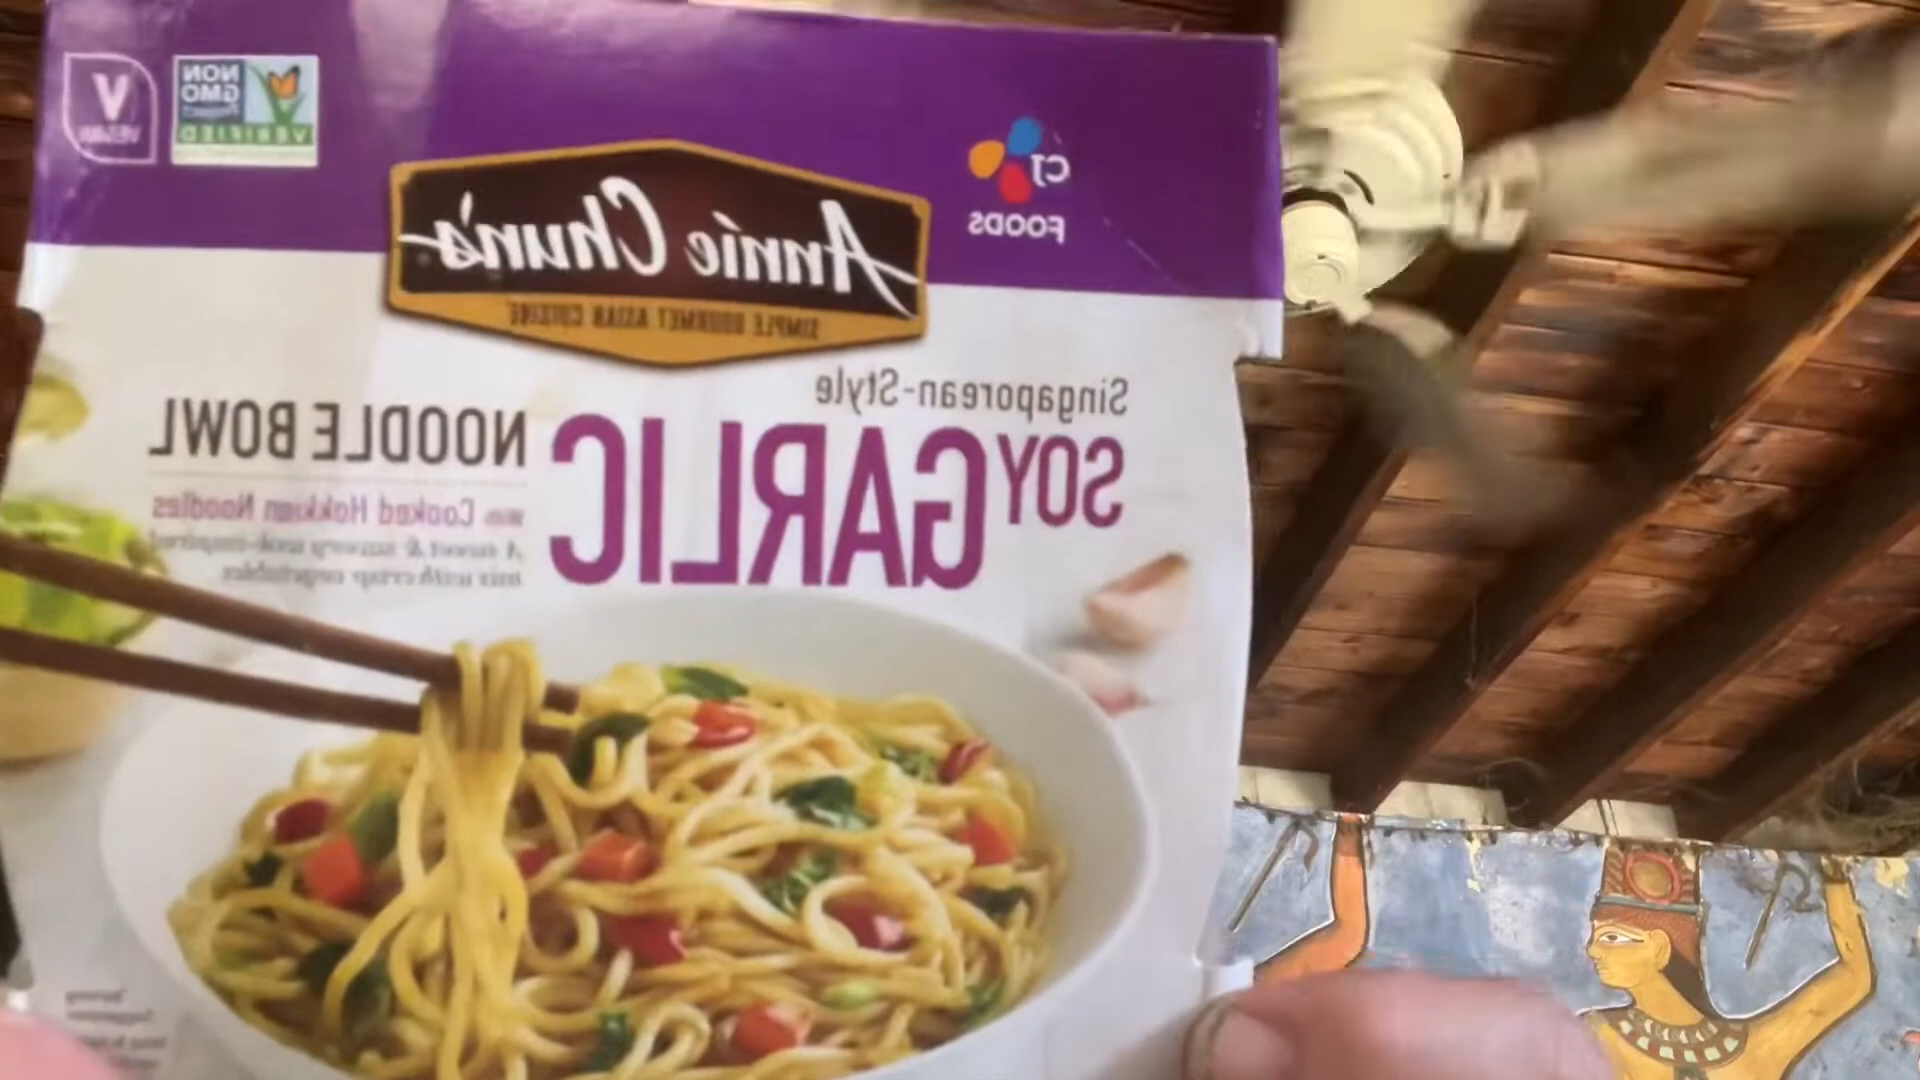 CJ
FOODS
Annie Chun's
SIMPLE GOURMET ASIAN CUISINE
NON
GMO
Project
VERIFIED
V
VEGAN
Singaporean-Style
SOY GARLIC
NOODLE BOWL
With Cooked Hokkien Noodles
A sweet & savory wok-inspired
mix with crisp vegetables